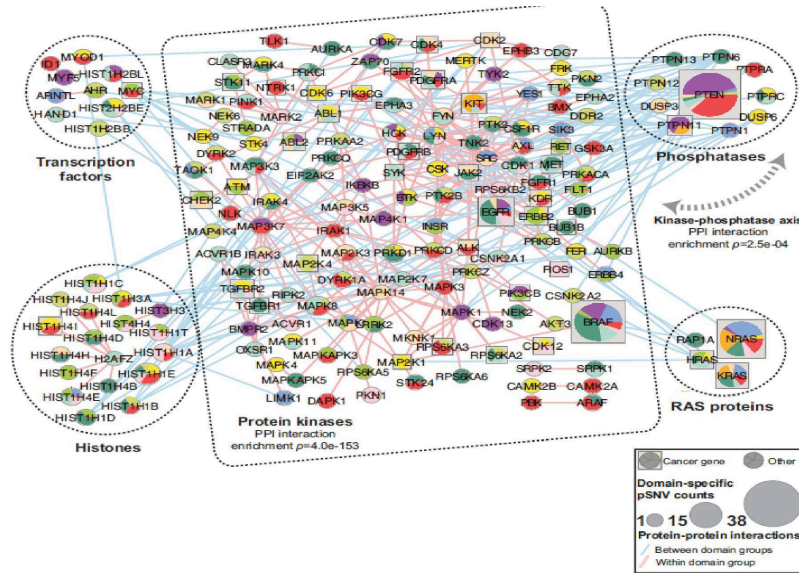 TLK1
AURKA
CDK7
CDK4
CDK2
EPHB3
CDC7
MYOD1
ID1
MYF5
HIST1H2BL
ARNTL
AHR
MYC
HIST1H2BE
HAND1
HIST1H2BB
Transcription
factors
CLASP2
MARK4
PRKCI
ZAP70
FGFR2
PDGFRA
MERTK
TYK2
FRK
PKN2
STK11
NTRK1
PIK3CG
EPHA3
KIT
YES1
TTK
EPHA2
MARK1
PINK1
CDK6
BMX
NEK6
MARK2
ABL1
FYN
DDR2
STRADA
HCK
LYN
PTK6
CSF1R
SIK3
NEK9
STK4
ABL2
PRKAA2
PDGFRB
TNK2
AXL
RET
GSK3A
DYRK2
PRKCQ
SRC
CDK1
MET
TAOK1
MAP3K3
EIF2AK2
SYK
CSK
JAK2
FGFR1
PRKACA
ATM
IKBKB
BTK
PTK2B
RPS6KB2
KDR
FLT1
CHEK2
IRAK4
MAP3K5
EGFR
ERBB2
BUB1
NLK
MAP4K1
INSR
BUB1B
MAP4K4
MAP3K7
IRAK1
PRKCB
ACVR1B
IRAK3
MAP2K3
PRKD1
PRKCD
ALK
CSNK2A1
FER
AURKB
MAPK10
MAP2K4
DYRK1A
MAP2K7
PRKCZ
ROS1
ERBB4
TGFBR2
MAPK14
MAPK3
PIK3CB
CSNK2A2
TGFBR1
RIPK2
MAPK8
MAPK1
NEK2
BMPR2
ACVR1
LRRK2
CDK13
AKT3
BRAF
OXSR1
MAPK11
MKNK1
RPS6KA3
CDK12
MAPK4
MAPKAPK3
MAP2K1
RPS6KA2
MAPKAPK5
RPS6KA5
STK24
RPS6KA6
SRPK2
SRPK1
LIMK1
DAPK1
PKN1
CAMK2B
CAMK2A
PBK
ARAF
Protein kinases
PPI interaction
enrichment p=4.0e-153
PTPN13
PTPN6
PTPRA
PTPN12
PTEN
DUSP3
PTPRC
PTPN11
DUSP6
PTPN1
Phosphatases
Kinase-phosphatase axis
PPI interaction
enrichment p=2.5e-04
HIST1H1C
HIST1H4J
HIST1H3A
HIST1H4L
HIST3H3
HIST1H4I
HIST4H4
HIST1H1T
HIST1H4D
HIST1H4H
H2AFZ
HIST1H1A
HIST1H4F
HIST1H1E
HIST1H4B
HIST1H4E
HIST1H1B
HIST1H1D
Histones
RAP1A
NRAS
HRAS
KRAS
RAS proteins
Cancer gene
Other
Domain-specific
pSNV counts
1 15 38
Protein-protein interactions
Between domain groups
Within domain group